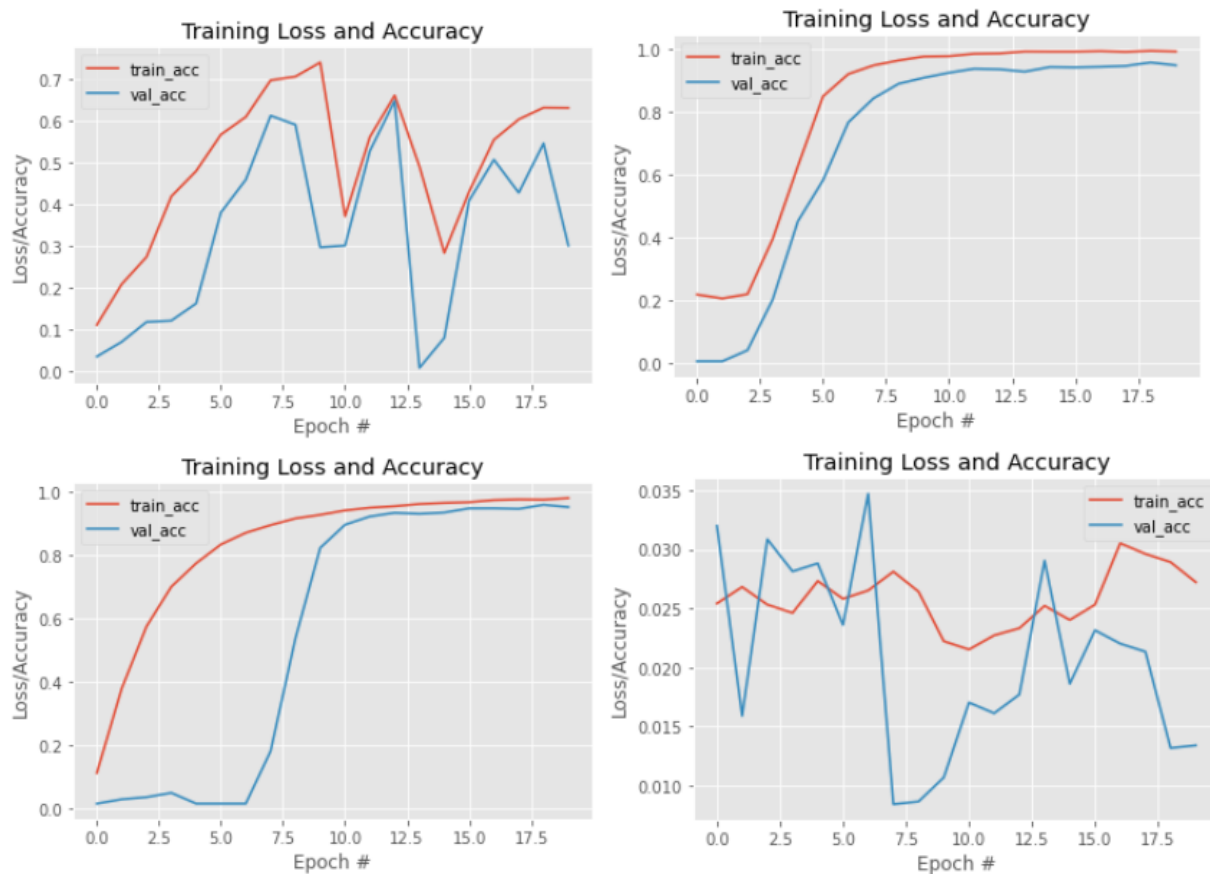 Training Loss and Accuracy
train_acc
val_acc
Loss/Accuracy
0.7
0.6
0.5
0.4
0.3
0.2
0.1
0.0
0.0 2.5 5.0 7.5 10.0 12.5 15.0 17.5
Epoch #
Training Loss and Accuracy
train_acc
val_acc
Loss/Accuracy
1.0
0.8
0.6
0.4
0.2
0.0
0.0 2.5 5.0 7.5 10.0 12.5 15.0 17.5
Epoch #
Training Loss and Accuracy
train_acc
val_acc
Loss/Accuracy
1.0
0.8
0.6
0.4
0.2
0.0
0.0 2.5 5.0 7.5 10.0 12.5 15.0 17.5
Epoch #
Training Loss and Accuracy
train_acc
val_acc
Loss/Accuracy
0.035
0.030
0.025
0.020
0.015
0.010
0.0 2.5 5.0 7.5 10.0 12.5 15.0 17.5
Epoch #